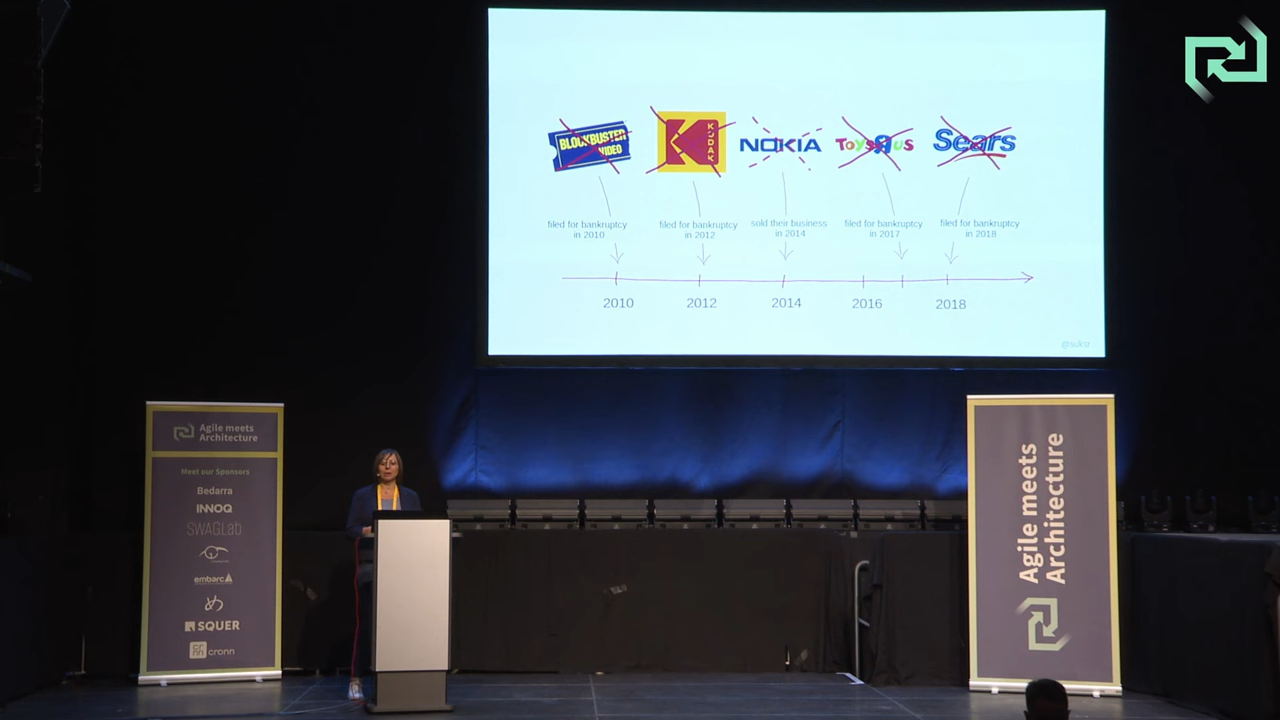 BLOCKBUSTER
VIDEO
KODAK
NOKIA
TOYS R US
Sears
filed for bankruptcy
in 2010
filed for bankruptcy
in 2012
sold their business
in 2014
filed for bankruptcy
in 2017
filed for bankruptcy
in 2018
2010
2012
2014
2016
2018
Agile meets
Architecture
Meet our Sponsors
Bedarra
INNOQ
SWAGLab
embarc
SQUER
cronn
Agile meets
Architecture